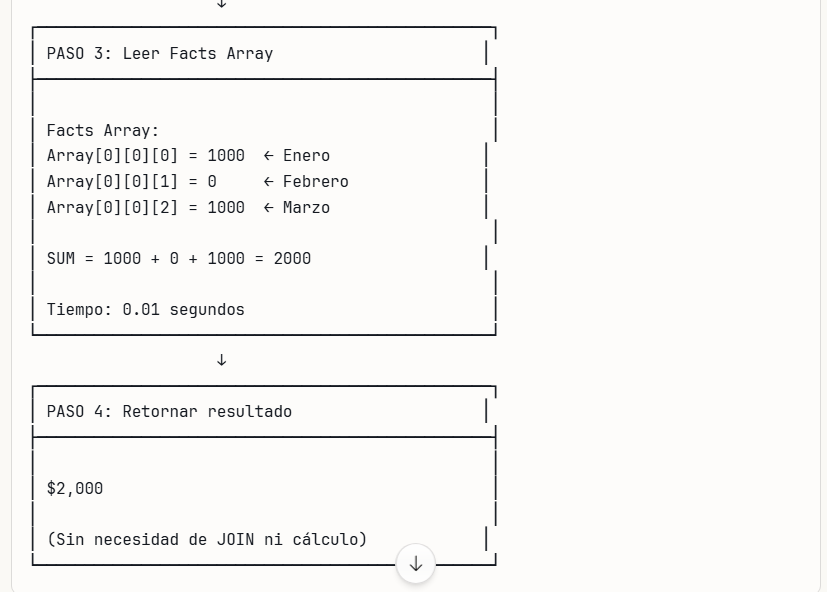 ↓
PASO 3: Leer Facts Array
Facts Array:
Array[0][0][0] = 1000  ← Enero
Array[0][0][1] = 0     ← Febrero
Array[0][0][2] = 1000  ← Marzo
SUM = 1000 + 0 + 1000 = 2000
Tiempo: 0.01 segundos
↓
PASO 4: Retornar resultado
$2,000
(Sin necesidad de JOIN ni cálculo)